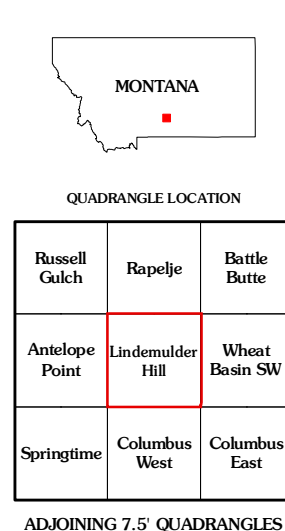 MONTANA
QUADRANGLE LOCATION
Russell
Gulch
Rapelje
Battle
Butte
Antelope
Point
Lindemulder
Hill
Wheat
Basin SW
Springtime
Columbus
West
Columbus
East
ADJOINING 7.5' QUADRANGLES